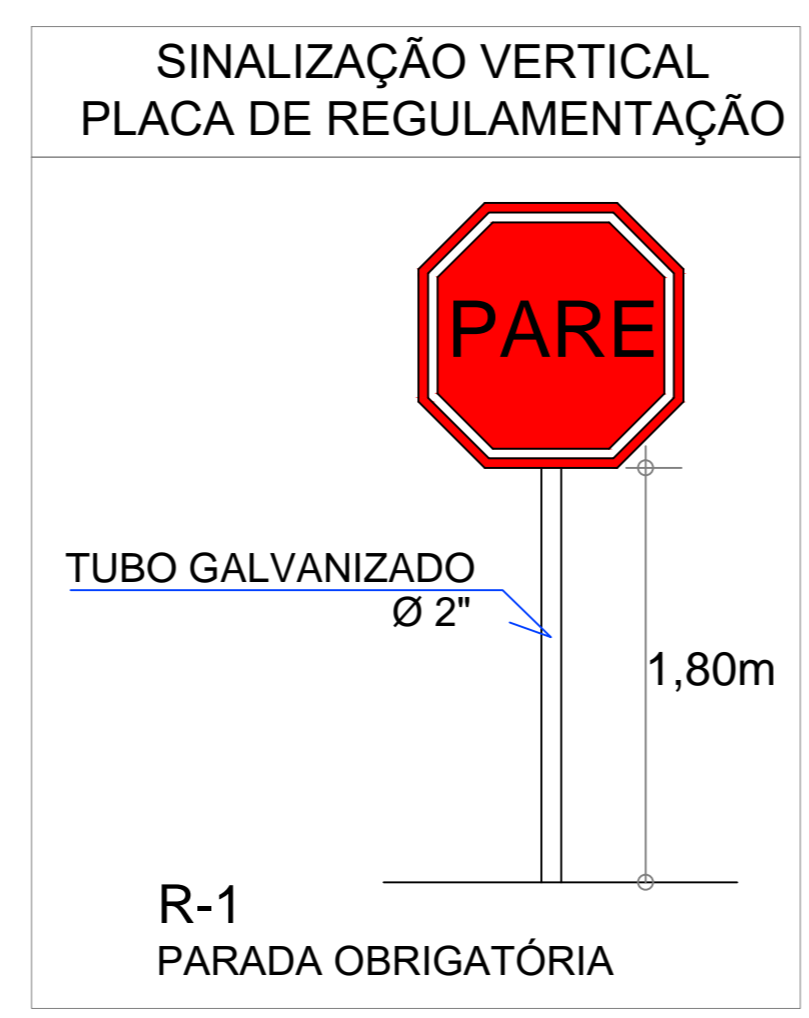 SINALIZAÇÃO VERTICAL
PLACA DE REGULAMENTAÇÃO
PARE
TUBO GALVANIZADO
Ø 2"
1,80m
R-1
PARADA OBRIGATÓRIA